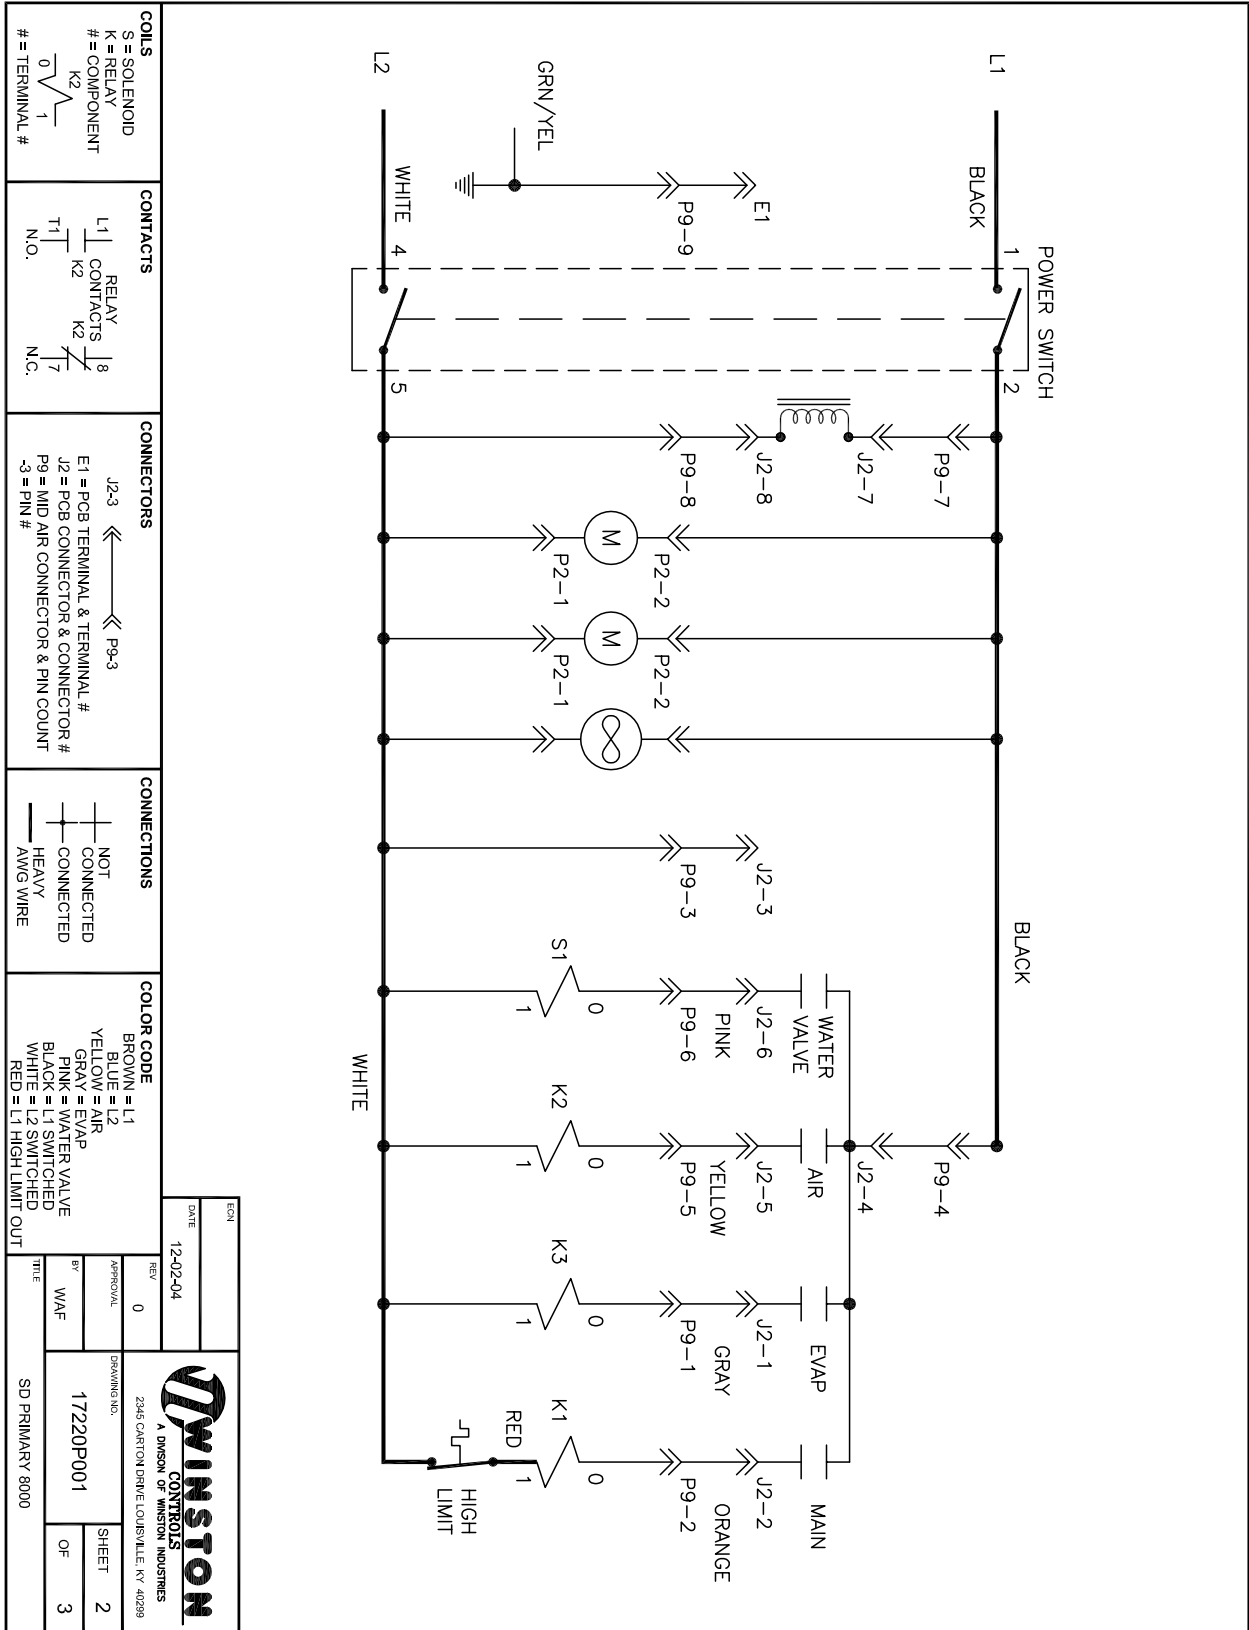 L1
BLACK
POWER SWITCH
1
2
BLACK
E1
P9-9
GRN/YEL
L2
WHITE
4
5
P9-7
J2-7
J2-8
P9-8
P2-2
M
P2-1
P2-2
M
P2-1
J2-3
P9-3
P9-4
J2-4
WATER
VALVE
J2-6
PINK
P9-6
S1
0
1
AIR
J2-5
YELLOW
P9-5
K2
0
1
EVAP
J2-1
GRAY
P9-1
K3
0
1
MAIN
J2-2
ORANGE
P9-2
K1
0
1
RED
HIGH
LIMIT
WHITE
COILS
S = SOLENOID
K = RELAY
# = COMPONENT
K2
0
1
# = TERMINAL #
CONTACTS
RELAY
CONTACTS
L1
K2
T1
N.O.
K2
8
7
N.C.
CONNECTORS
J2-3
P9-3
E1 = PCB TERMINAL & TERMINAL #
J2 = PCB CONNECTOR & CONNECTOR #
P9 = MID AIR CONNECTOR & PIN COUNT
-3 = PIN #
CONNECTIONS
NOT
CONNECTED
CONNECTED
HEAVY
AWG WIRE
COLOR CODE
BROWN = L1
BLUE = L2
YELLOW = AIR
GRAY = EVAP
PINK = WATER VALVE
BLACK = L1 SWITCHED
WHITE = L2 SWITCHED
RED = L1 HIGH LIMIT OUT
ECN
DATE
12-02-04
REV
0
APPROVAL
BY
WAF
TITLE
SD PRIMARY 8000
WINSTON
CONTROLS
A DIVISON OF WINSTON INDUSTRIES
2345 CARTON DRIVE LOUISVILLE, KY 40299
DRAWING NO.
17220P001
SHEET
2
OF
3